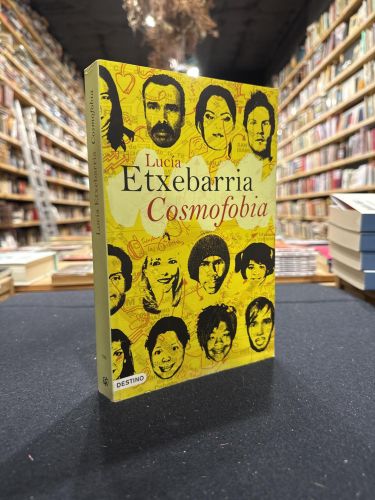 Lucía
Etxebarria
Cosmofobia
DESTINO
Lucía Etxebarria Cosmofobia